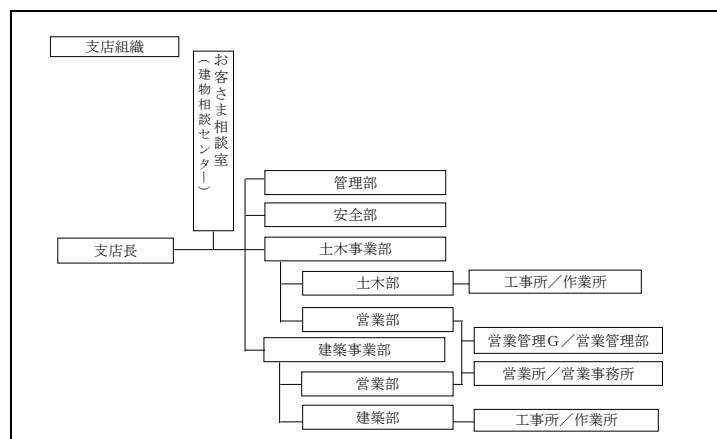 支店組織
お客さま相談室
（建物相談センター）
管理部
安全部
支店長
土木事業部
土木部
工事所／作業所
営業部
営業管理G／営業管理部
建築事業部
営業所／営業事務所
営業部
建築部
工事所／作業所